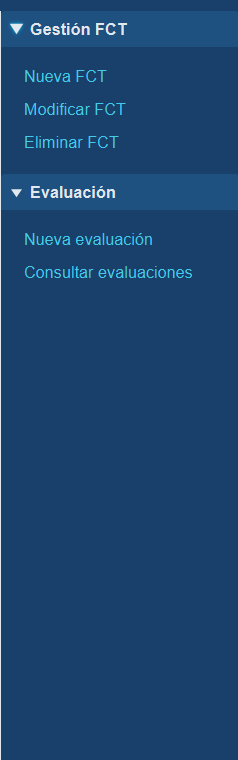 Gestión FCT
Nueva FCT
Modificar FCT
Eliminar FCT
Evaluación
Nueva evaluación
Consultar evaluaciones